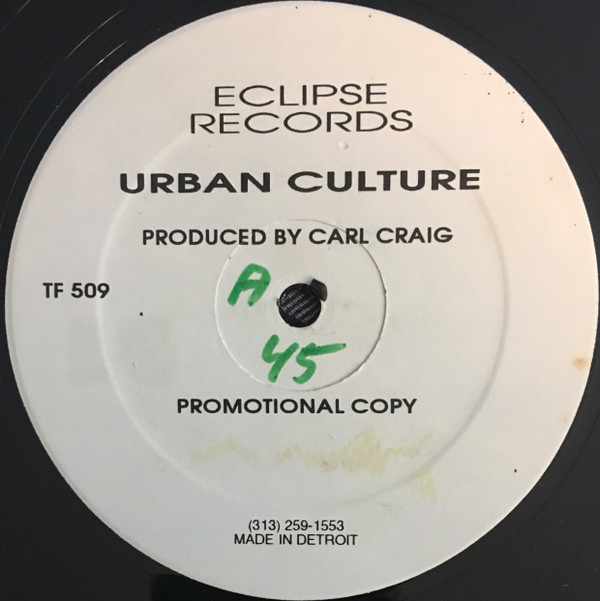 ECLIPSE
RECORDS
URBAN CULTURE
PRODUCED BY CARL CRAIG
TF 509
A
45
PROMOTIONAL COPY
(313) 259-1553
MADE IN DETROIT